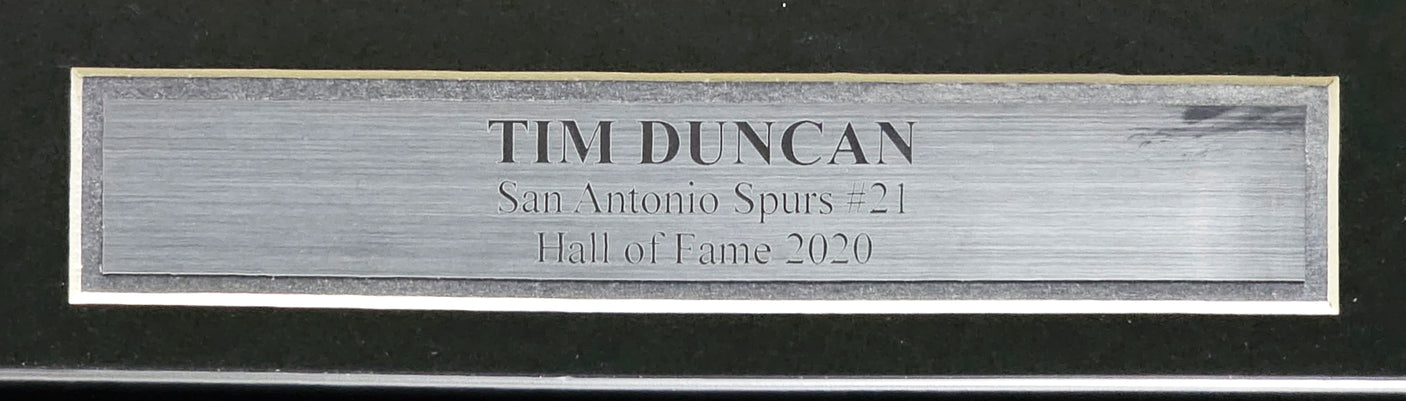 TIM DUNCAN
San Antonio Spurs #21
Hall of Fame 2020